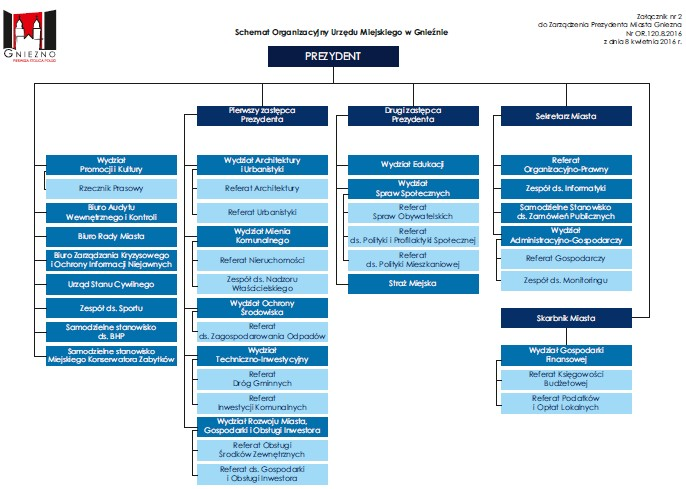 GNIEZNO
PIERWSZA STOLICA POLSKI
Załącznik nr 2
do Zarządzenia Prezydenta Miasta Gniezna
Nr OR.120.8.2016
z dnia 8 kwietnia 2016 r.
Schemat Organizacyjny Urzędu Miejskiego w Gnieźnie
PREZYDENT
Wydział
Promocji i Kultury
Rzecznik Prasowy
Biuro Audytu
Wewnętrznego i Kontroli
Biuro Rady Miasta
Biuro Zarządzania Kryzysowego
i Ochrony Informacji Niejawnych
Urząd Stanu Cywilnego
Zespół ds. Sportu
Samodzielne stanowisko
ds. BHP
Samodzielne stanowisko
Miejskiego Konserwatora Zabytków
Pierwszy zastępca
Prezydenta
Wydział Architektury
i Urbanistyki
Referat Architektury
Referat Urbanistyki
Wydział Mienia
Komunalnego
Referat Nieruchomości
Zespół ds. Nadzoru
Właścicielskiego
Wydział Ochrony
Środowiska
Referat
ds. Zagospodarowania Odpadów
Wydział
Techniczno-Inwestycyjny
Referat
Dróg Gminnych
Referat
Inwestycji Komunalnych
Wydział Rozwoju Miasta,
Gospodarki i Obsługi Inwestora
Referat Obsługi
Środków Zewnętrznych
Referat ds. Gospodarki
i Obsługi Inwestora
Drugi zastępca
Prezydenta
Wydział Edukacji
Wydział
Spraw Społecznych
Referat
Spraw Obywatelskich
Referat
ds. Polityki i Profilaktyki Społecznej
Referat
ds. Polityki Mieszkaniowej
Straż Miejska
Sekretarz Miasta
Referat
Organizacyjno-Prawny
Zespół ds. Informatyki
Samodzielne Stanowisko
ds. Zamówień Publicznych
Wydział
Administracyjno-Gospodarczy
Referat Gospodarczy
Zespół ds. Monitoringu
Skarbnik Miasta
Wydział Gospodarki
Finansowej
Referat Księgowości
Budżetowej
Referat Podatków
i Opłat Lokalnych